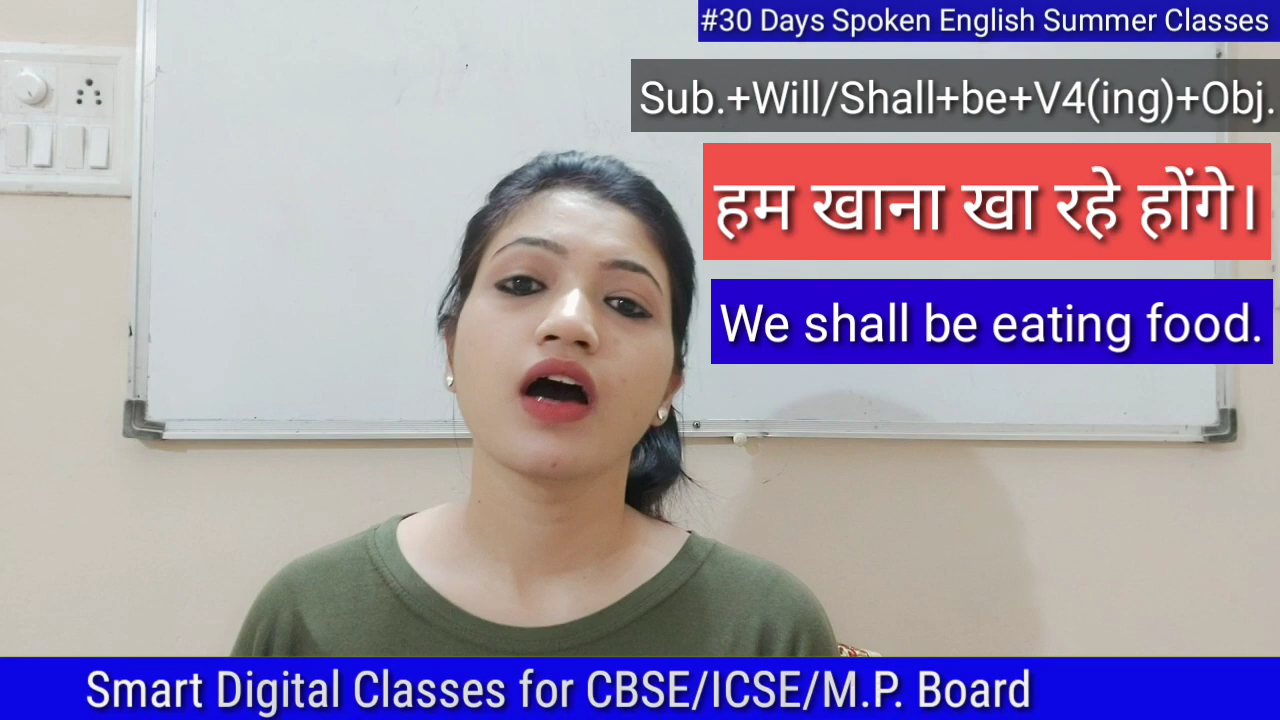 #30 Days Spoken English Summer Classes
Sub.+Will/Shall+be+V4(ing)+Obj.
हम खाना खा रहे होंगे।
We shall be eating food.
Smart Digital Classes for CBSE/ICSE/M.P. Board